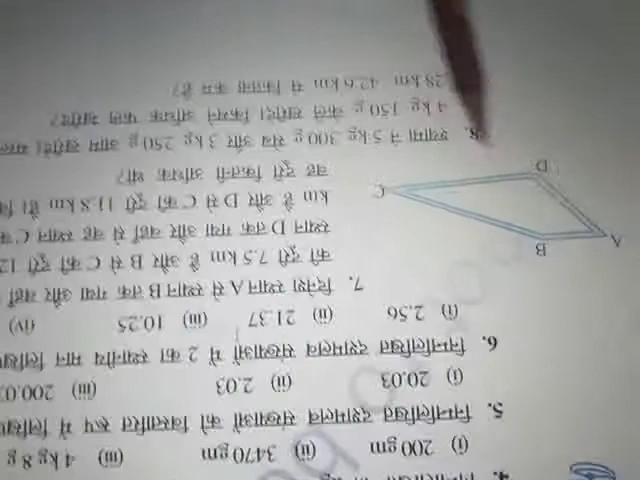 4.
(i) 200 gm (ii) 3470 gm (iii) 4 kg 8 g
5. निम्नलिखित दशमलव संख्याओं को विस्तारित रूप में
(i) 20.03 (ii) 2.03 (iii) 200.0
6. निम्नलिखित दशमलव संख्याओं में 2 का स्थानीय मान
(i) 2.56 (ii) 21.37 (iii) 10.25 (iv)
7. दिनेश स्थान A से स्थान B तक गया और वहाँ
की दूरी 7.5 km है और B से C की दूरी 12
स्थान D तक गया और वहाँ से वह स्थान C
km है और D से C की दूरी 11.8 km है।
वह दूरी कितनी अधिक थी?
A
B
C
D
8. श्यामा ने 5 kg 300 g सेब और 3 kg 250 g आम खरीदे।
4 kg 150 g केले खरीदे। किसने अधिक फल खरीदे?
28 km, 42.6 km से कितना कम है?